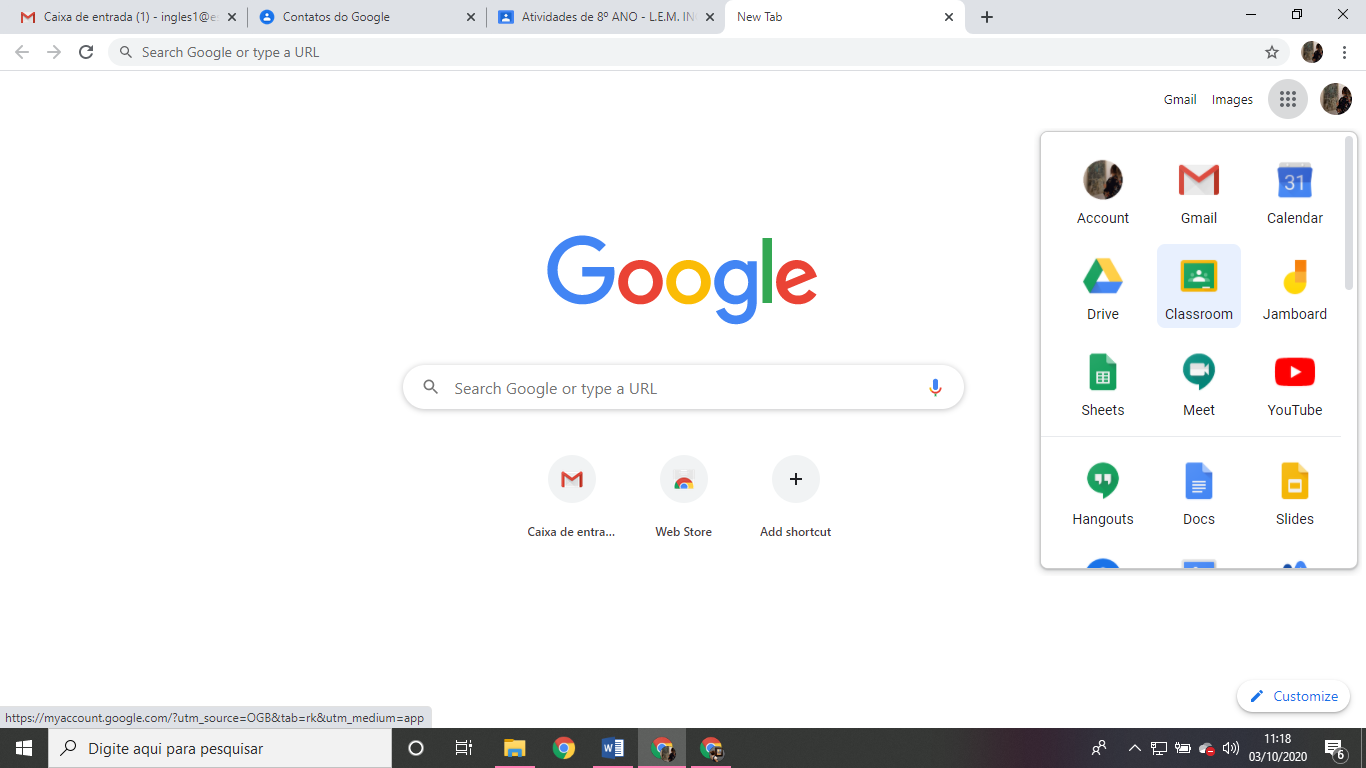 Caixa de entrada (1) - ingles1@e
Contatos do Google
Atividades de 8º ANO - L.E.M. IN
New Tab
Search Google or type a URL
Gmail Images
Account Gmail Calendar
31
Drive Classroom Jamboard
Sheets Meet YouTube
Hangouts Docs Slides
Google
Search Google or type a URL
Caixa de entra... Web Store Add shortcut
Customize
https://myaccount.google.com/?utm_source=OGB&tab=rk&utm_medium=app
Digite aqui para pesquisar
11:18
03/10/2020
6